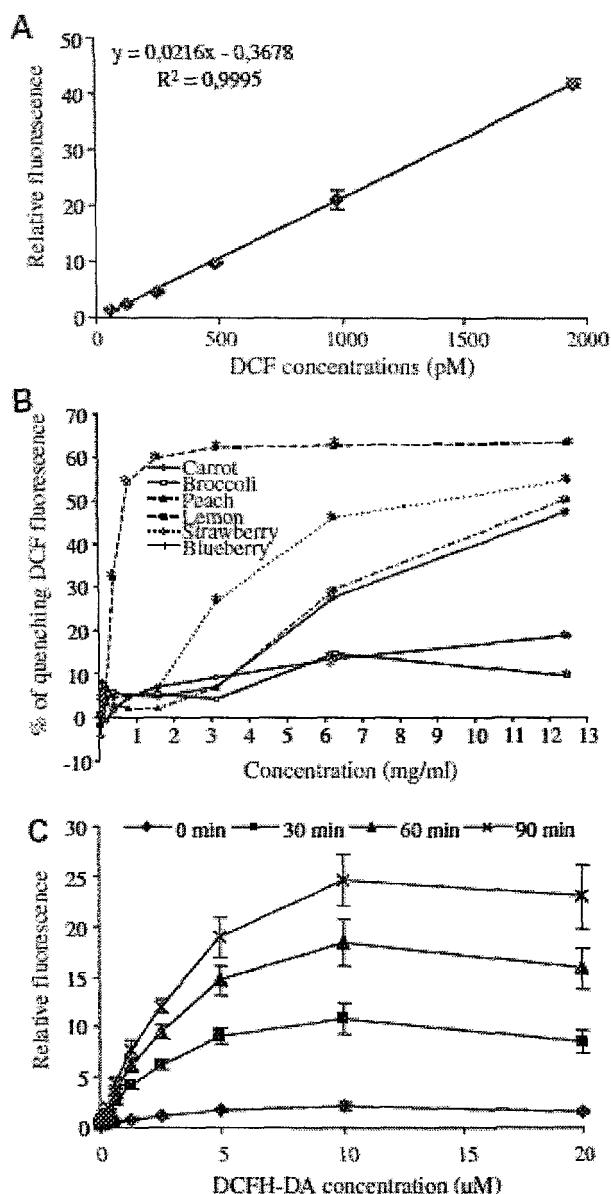 A
y = 0,0216x - 0,3678
R² = 0,9995
Relative fluorescence
50
40
30
20
10
0
0 500 1000 1500 2000
DCF concentrations (pM)
B
% of quenching DCF fluorescence
70
60
50
40
30
20
10
0
-10
Carrot
Broccoli
Peach
Lemon
Strawberry
Blueberry
1 2 3 4 5 6 7 8 9 10 11 12 13
Concentration (mg/ml)
C
0 min 30 min 60 min 90 min
Relative fluorescence
30
25
20
15
10
5
0
0 5 10 20
DCFH-DA concentration (uM)